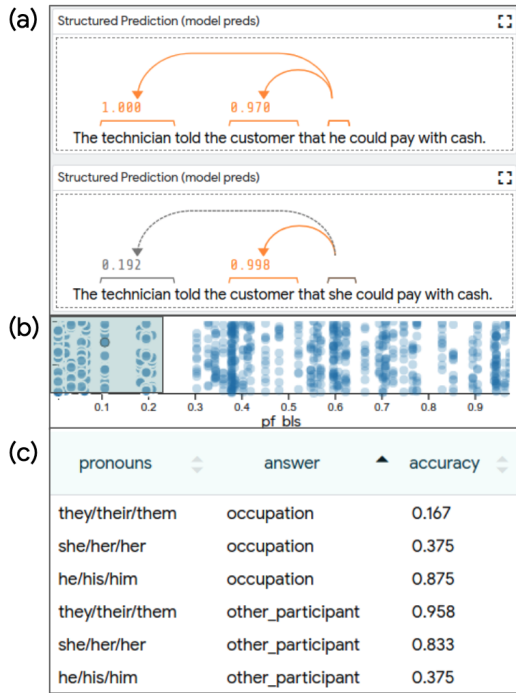 (a)
Structured Prediction (model preds)
1.000 0.970
The technician told the customer that he could pay with cash.
Structured Prediction (model preds)
0.192 0.998
The technician told the customer that she could pay with cash.
(b)
0.1 0.2 0.3 0.4 0.5 0.6 0.7 0.8 0.9
pf_bls
(c)
pronouns answer accuracy
they/their/them occupation 0.167
she/her/her occupation 0.375
he/his/him occupation 0.875
they/their/them other_participant 0.958
she/her/her other_participant 0.833
he/his/him other_participant 0.375